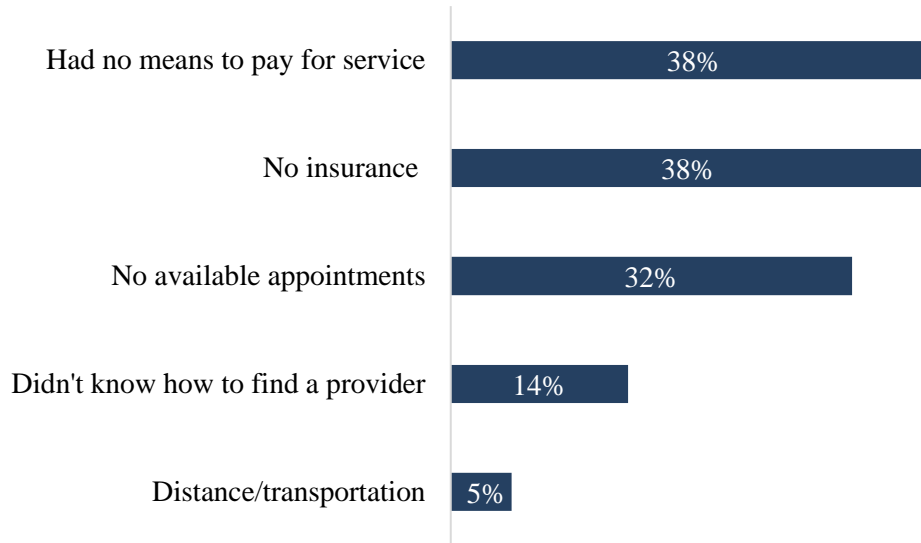 Had no means to pay for service 38%
No insurance 38%
No available appointments 32%
Didn't know how to find a provider 14%
Distance/transportation 5%